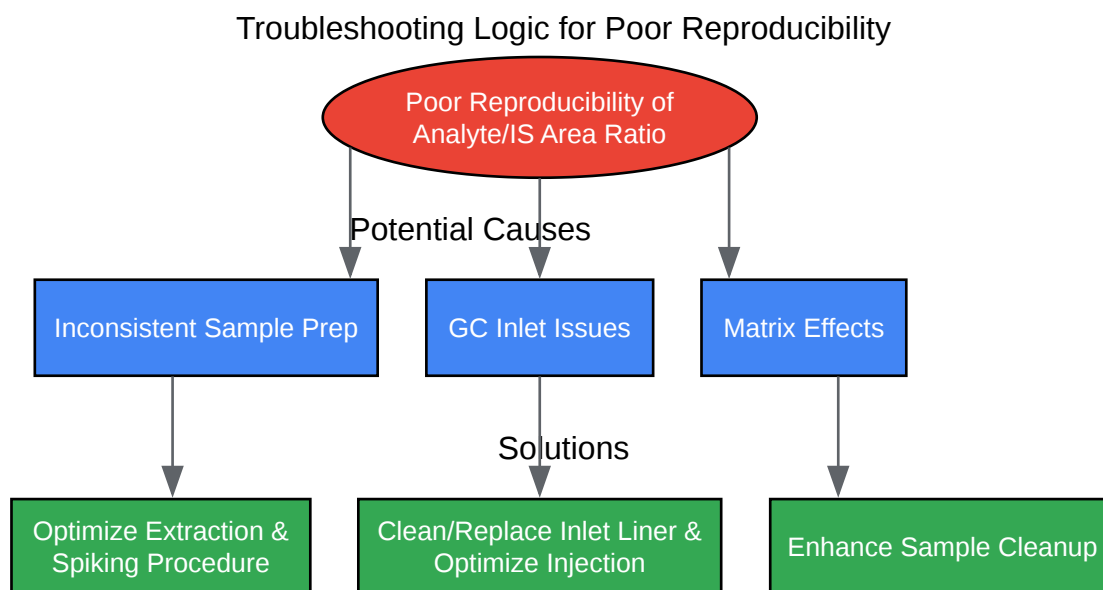 Troubleshooting Logic for Poor Reproducibility
Poor Reproducibility of
Analyte/IS Area Ratio
Potential Causes
Inconsistent Sample Prep
GC Inlet Issues
Matrix Effects
Solutions
Optimize Extraction &
Spiking Procedure
Clean/Replace Inlet Liner &
Optimize Injection
Enhance Sample Cleanup